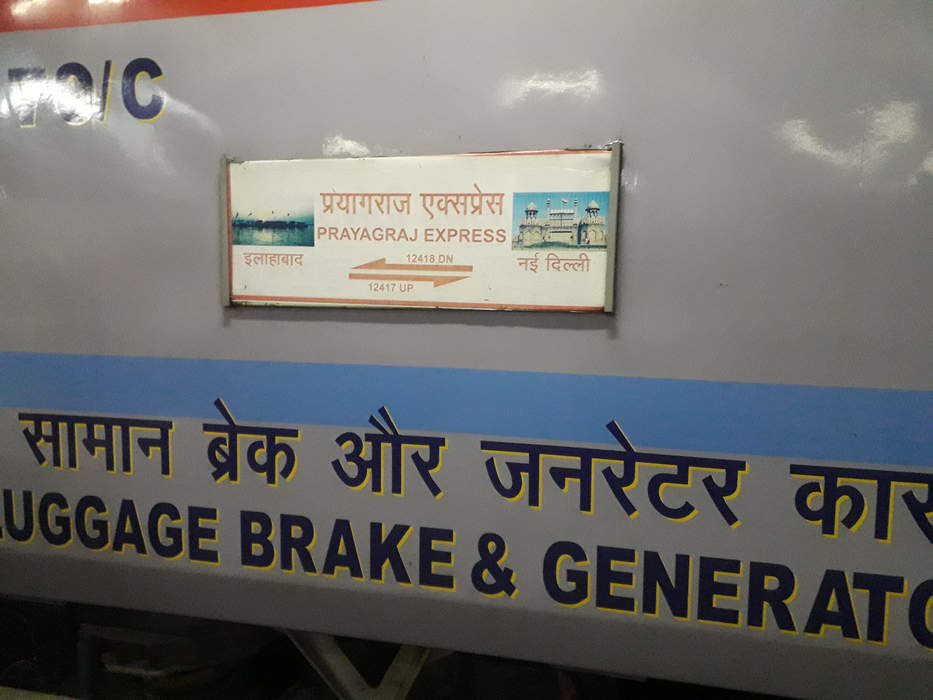 O/C
प्रयागराज एक्सप्रेस
PRAYAGRAJ EXPRESS
इलाहाबाद
12418 DN
नई दिल्ली
12417 UP
सामान ब्रेक और जनरेटर कार
LUGGAGE BRAKE & GENERATO